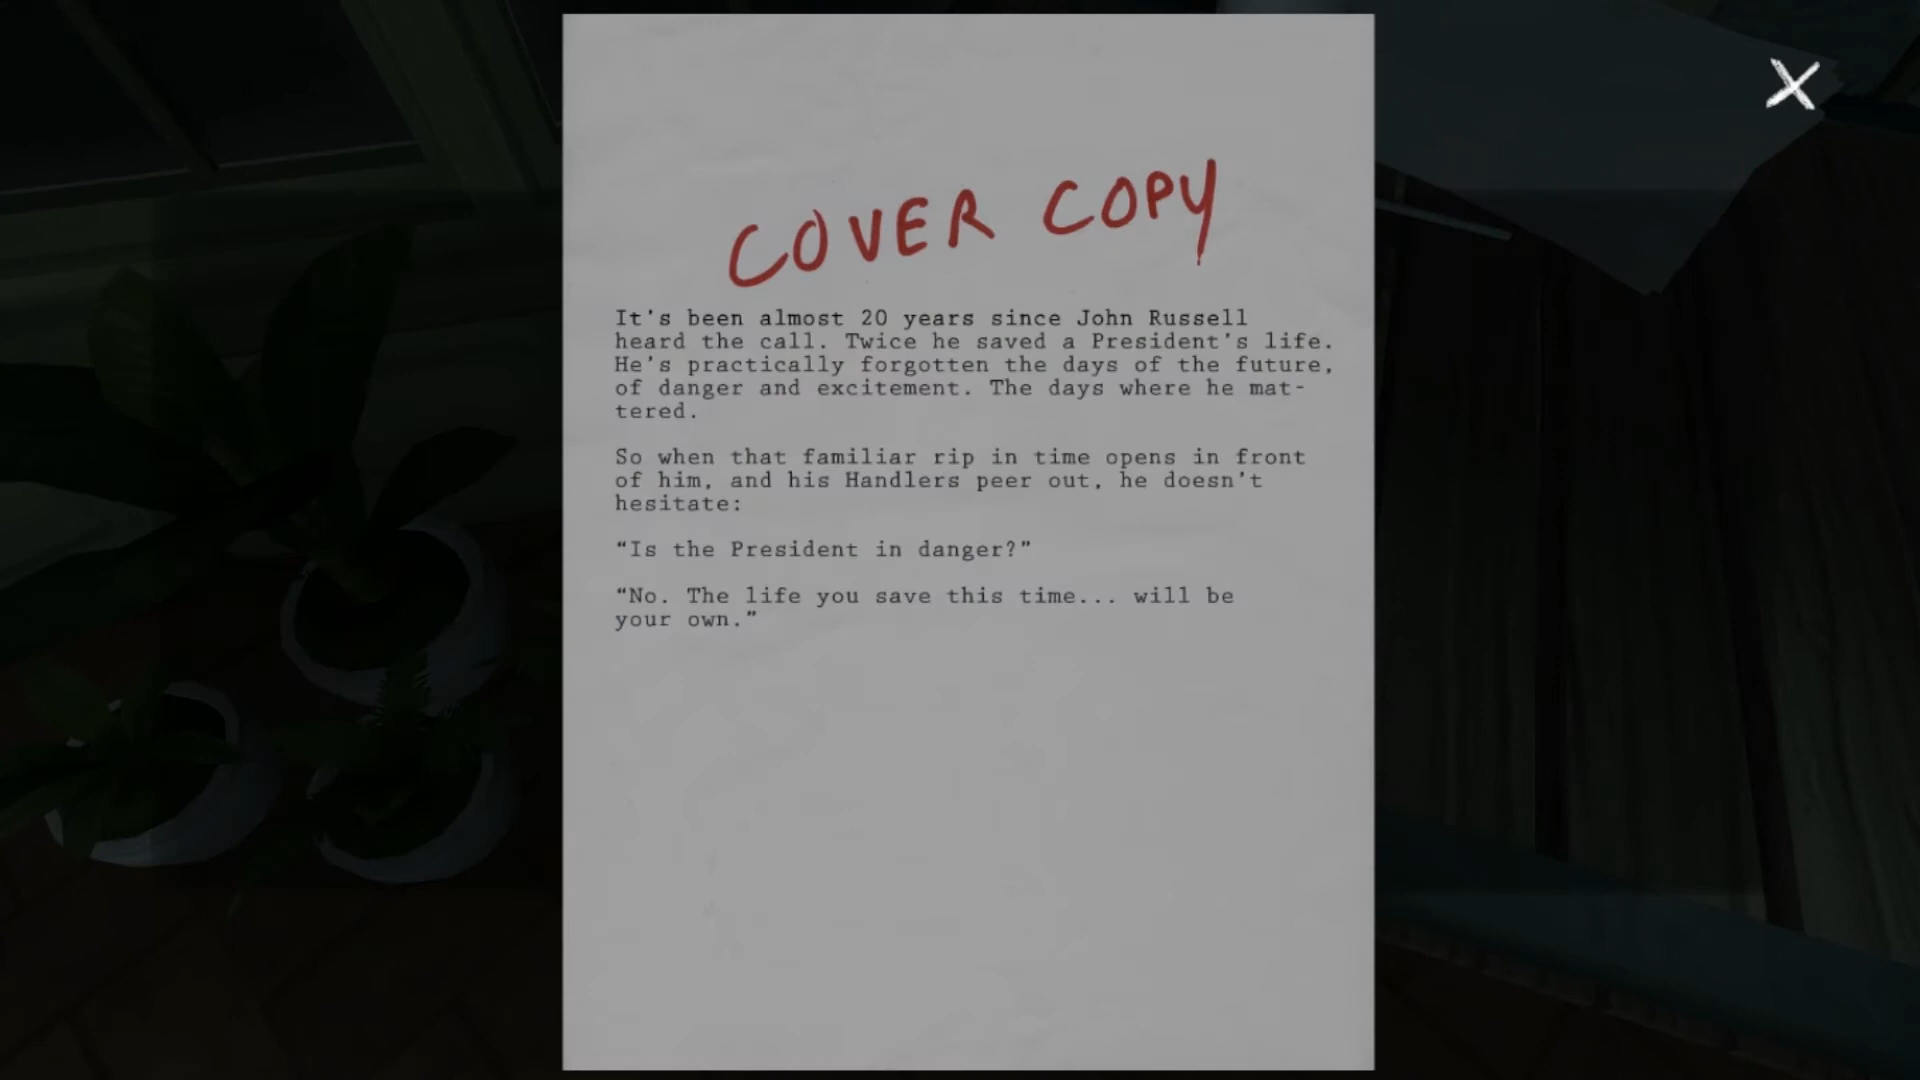 COVER COPY
It's been almost 20 years since John Russell
heard the call. Twice he saved a President's life.
He's practically forgotten the days of the future,
of danger and excitement. The days where he mat-
tered.
So when that familiar rip in time opens in front
of him, and his Handlers peer out, he doesn't
hesitate:
“Is the President in danger?”
“No. The life you save this time... will be
your own.”